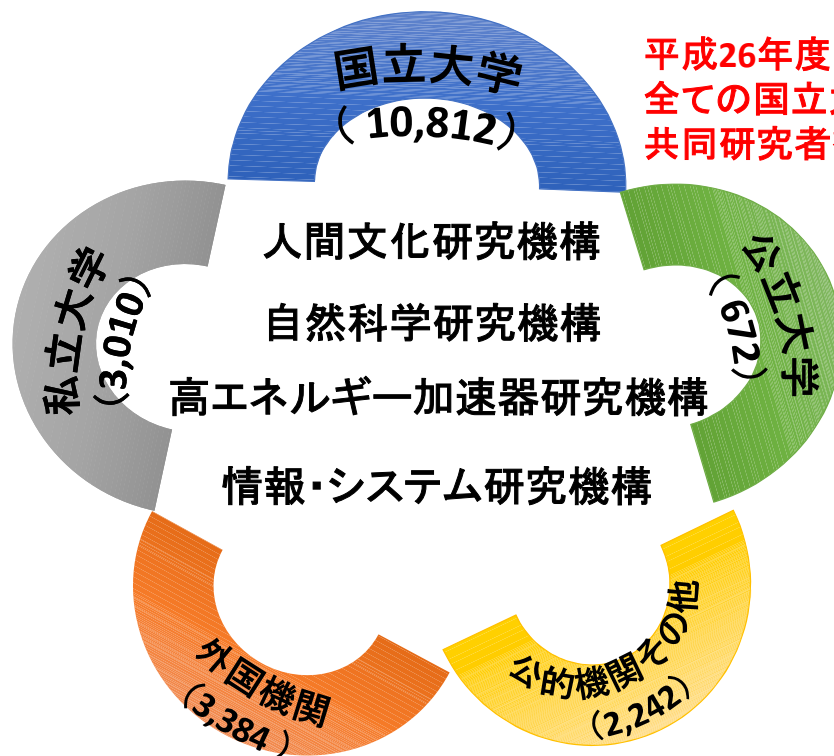 国立大学
（ 10,812）
平成26年度
全ての国立
共同研究者
人間文化研究機構
自然科学研究機構
高エネルギー加速器研究機構
情報・システム研究機構
公立大学
（ 672）
私立大学
（3,010）
外国機関
（3,384 ）
公的機関その他
（2,242）